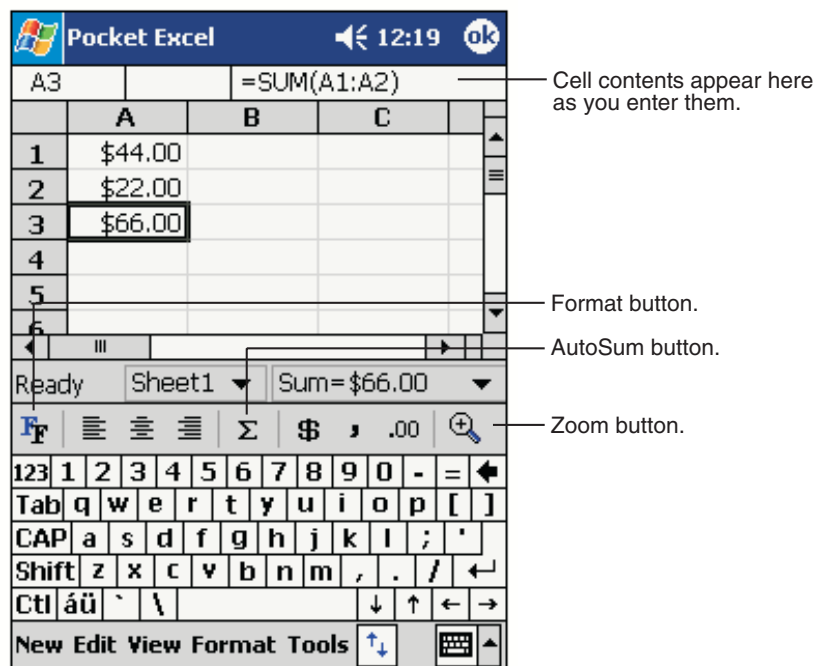 Pocket Excel 12:19 ok
A3 =SUM(A1:A2)
Cell contents appear here
as you enter them.
A B C
1 $44.00
2 $22.00
3 $66.00
4
5
6
Format button.
AutoSum button.
Ready Sheet1 Sum=$66.00
FF Σ $ , .00
Zoom button.
123 1 2 3 4 5 6 7 8 9 0 - =
Tab q w e r t y u i o p [ ]
CAP a s d f g h j k l ; '
Shift z x c v b n m , . /
Ctl áü ` \ ↓ ↑ ← →
New Edit View Format Tools